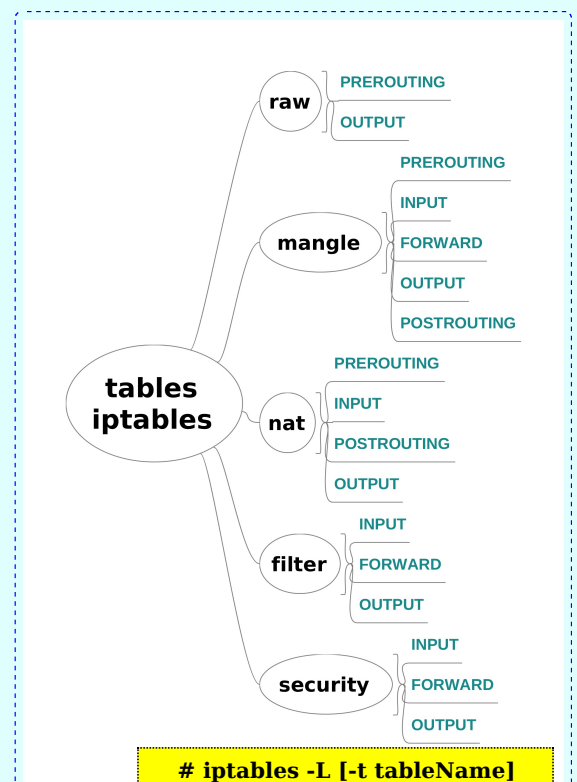 raw
PREROUTING
OUTPUT
mangle
PREROUTING
INPUT
FORWARD
OUTPUT
POSTROUTING
tables
iptables
nat
PREROUTING
INPUT
POSTROUTING
OUTPUT
filter
INPUT
FORWARD
OUTPUT
security
INPUT
FORWARD
OUTPUT
# iptables -L [-t tableName]